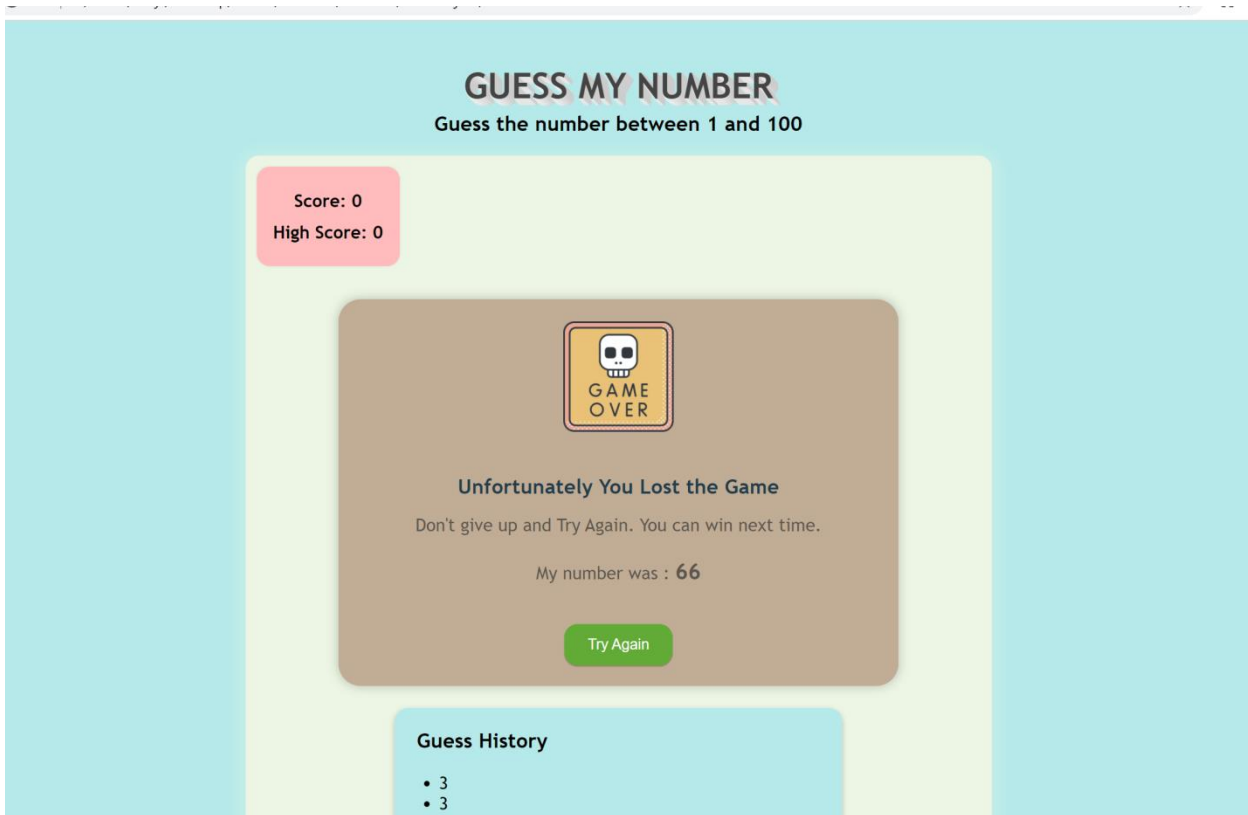 GUESS MY NUMBER
Guess the number between 1 and 100
Score: 0
High Score: 0
GAME
OVER
Unfortunately You Lost the Game
Don't give up and Try Again. You can win next time.
My number was : 66
Try Again
Guess History
• 3
• 3